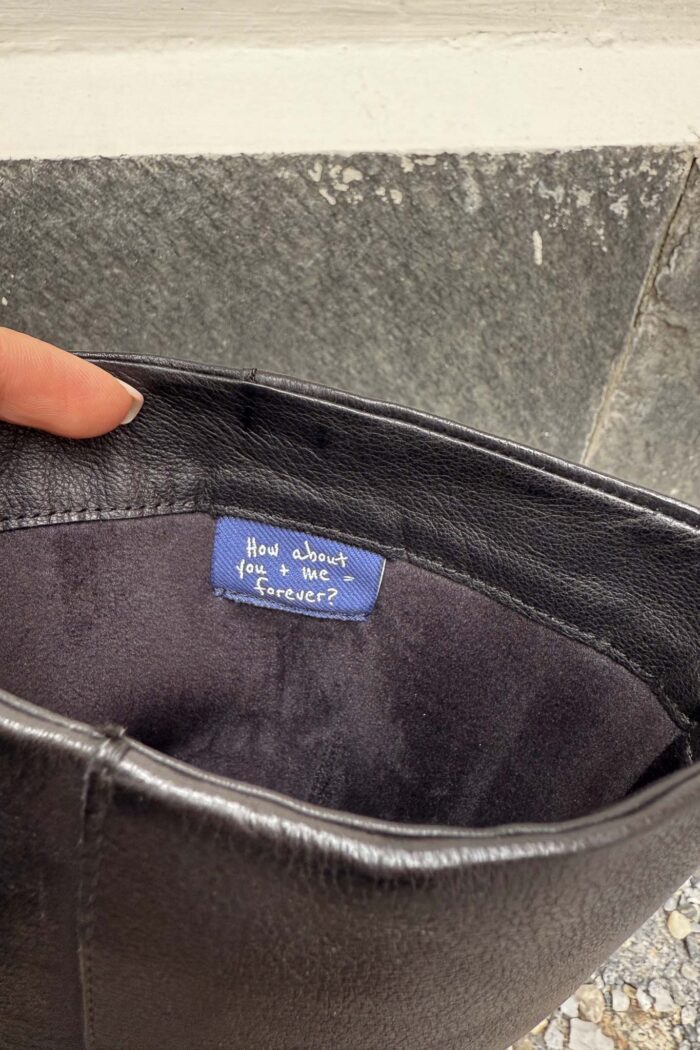 How about
you + me =
forever?